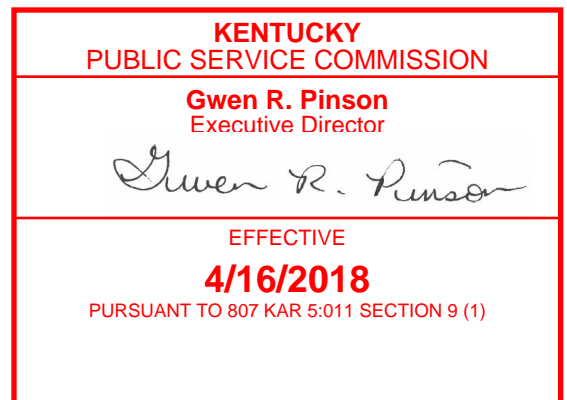 KENTUCKY
PUBLIC SERVICE COMMISSION
Gwen R. Pinson
Executive Director
Gwen R. Pinson
EFFECTIVE
4/16/2018
PURSUANT TO 807 KAR 5:011 SECTION 9 (1)